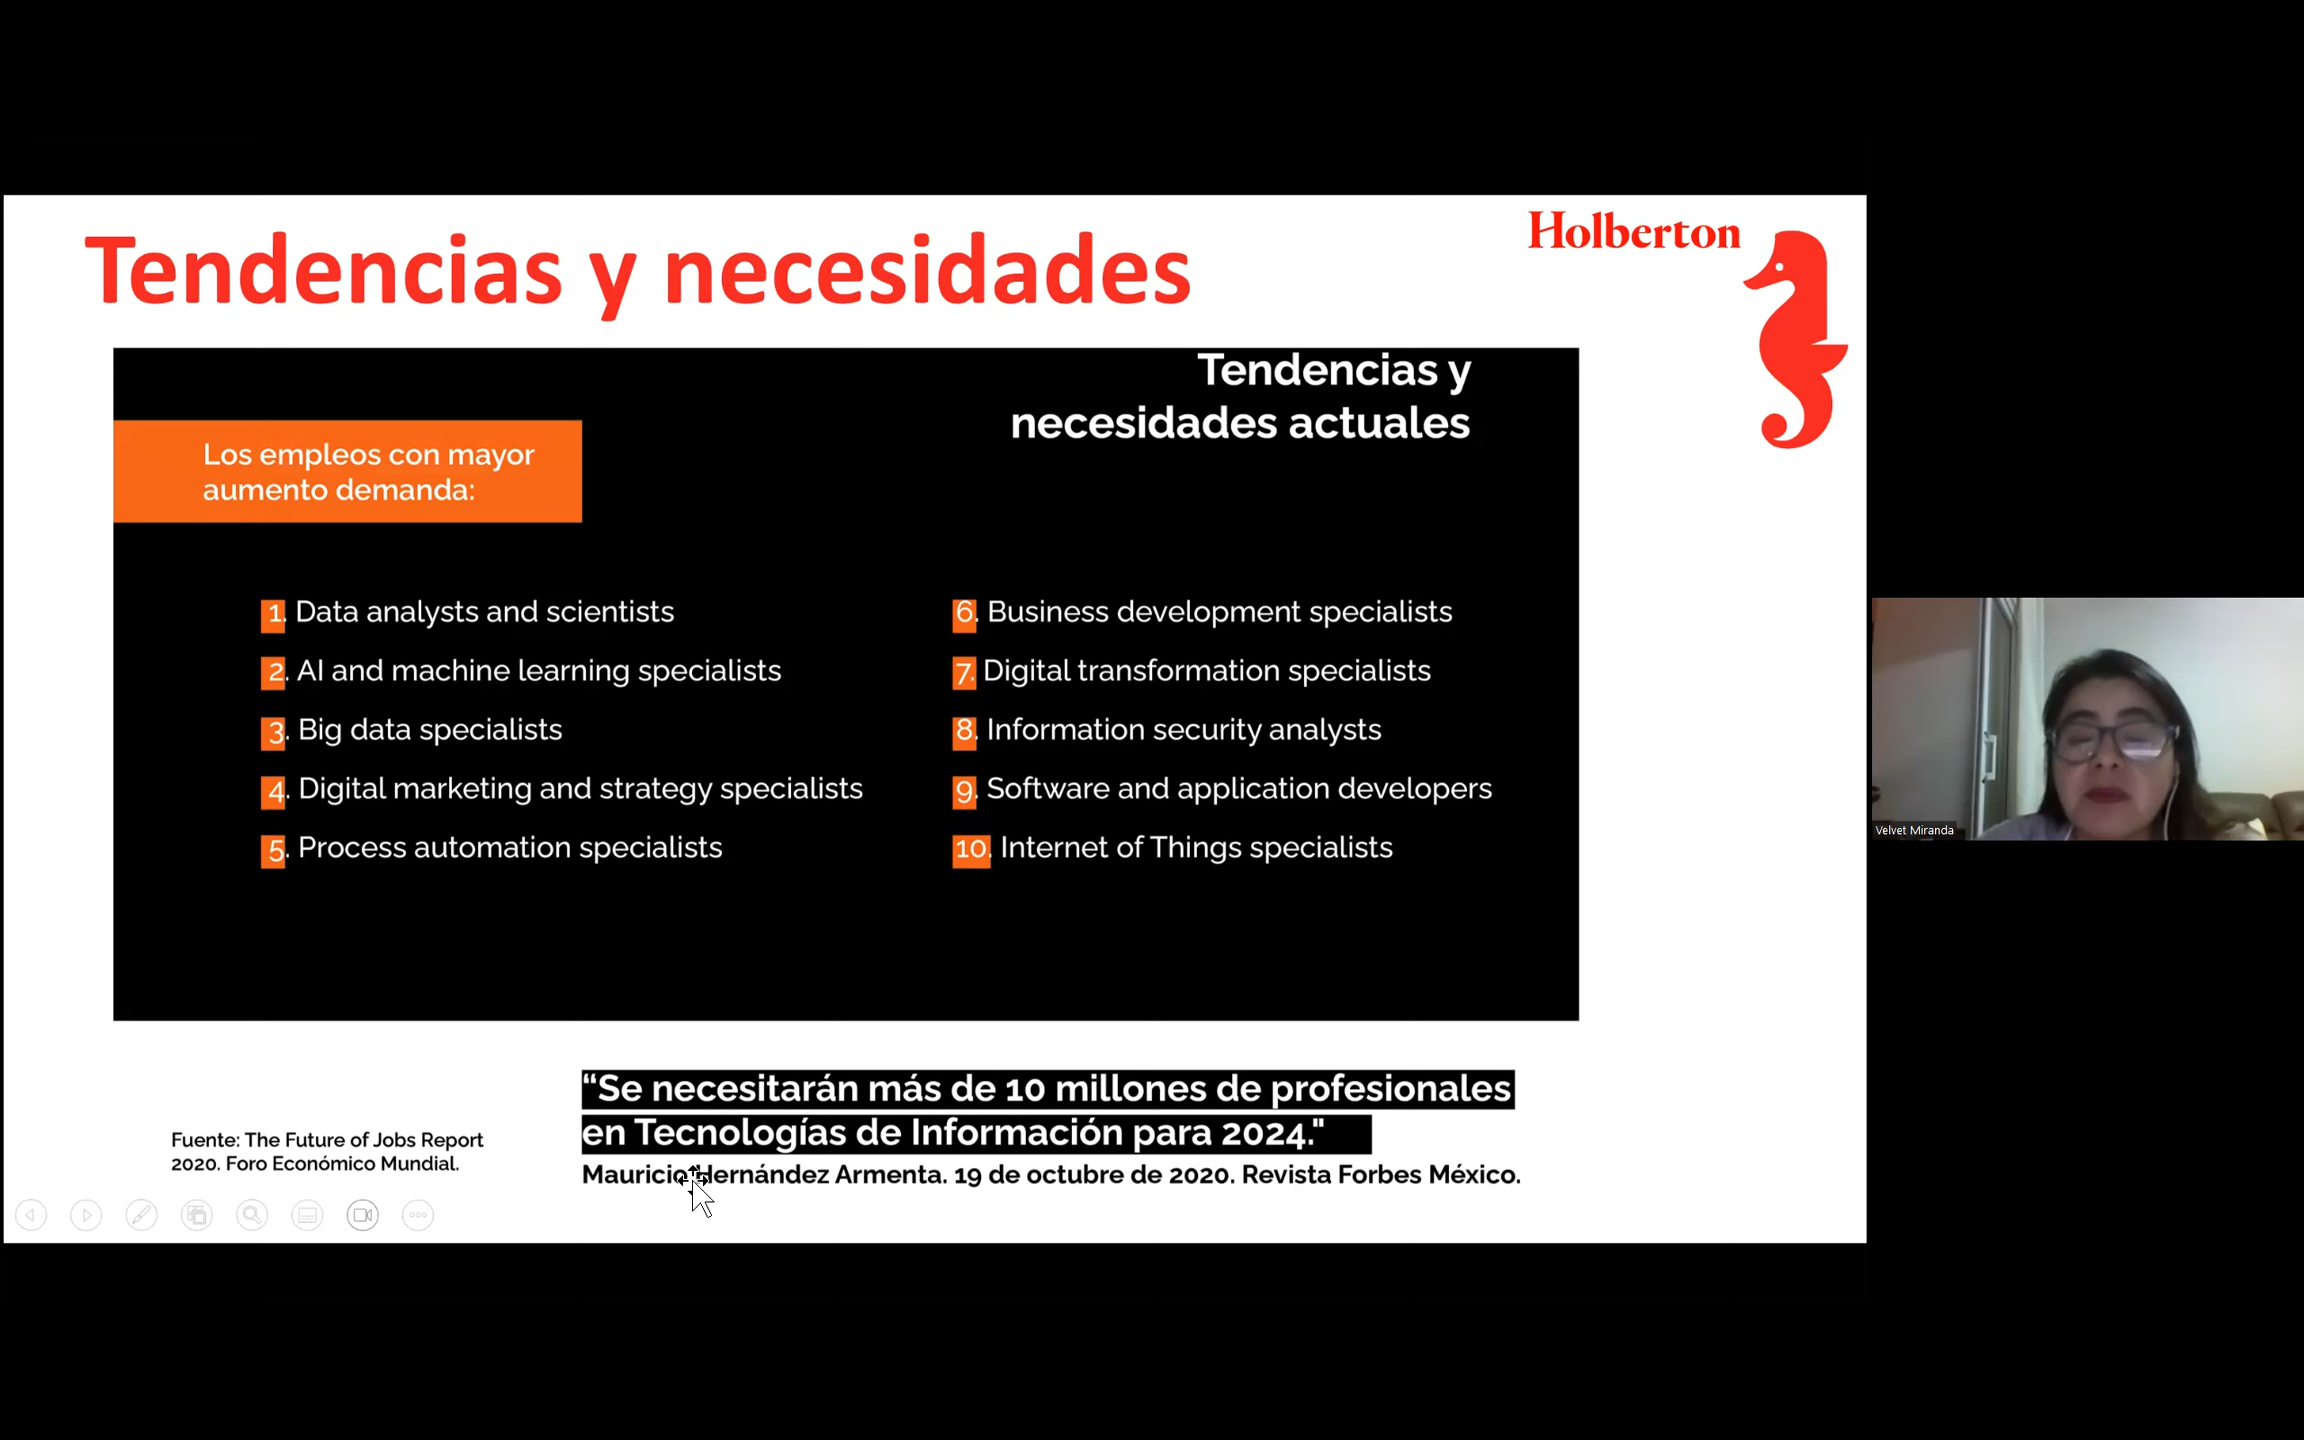 Tendencias y necesidades
Holberton
Tendencias y
necesidades actuales
Los empleos con mayor
aumento demanda:
1. Data analysts and scientists
2. AI and machine learning specialists
3. Big data specialists
4. Digital marketing and strategy specialists
5. Process automation specialists
6. Business development specialists
7. Digital transformation specialists
8. Information security analysts
9. Software and application developers
10. Internet of Things specialists
Velvet Miranda
“Se necesitarán más de 10 millones de profesionales
en Tecnologías de Información para 2024."
Mauricio Hernández Armenta. 19 de octubre de 2020. Revista Forbes México.
Fuente: The Future of Jobs Report
2020. Foro Económico Mundial.